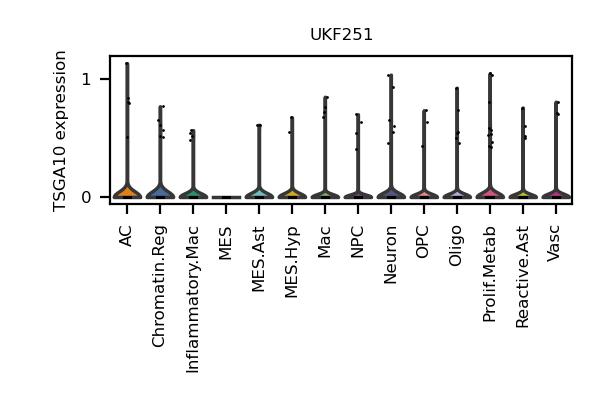 UKF251
TSGA10 expression
1
0
AC
Chromatin.Reg
Inflammatory.Mac
MES
MES.Ast
MES.Hyp
Mac
NPC
Neuron
OPC
Oligo
Prolif.Metab
Reactive.Ast
Vasc